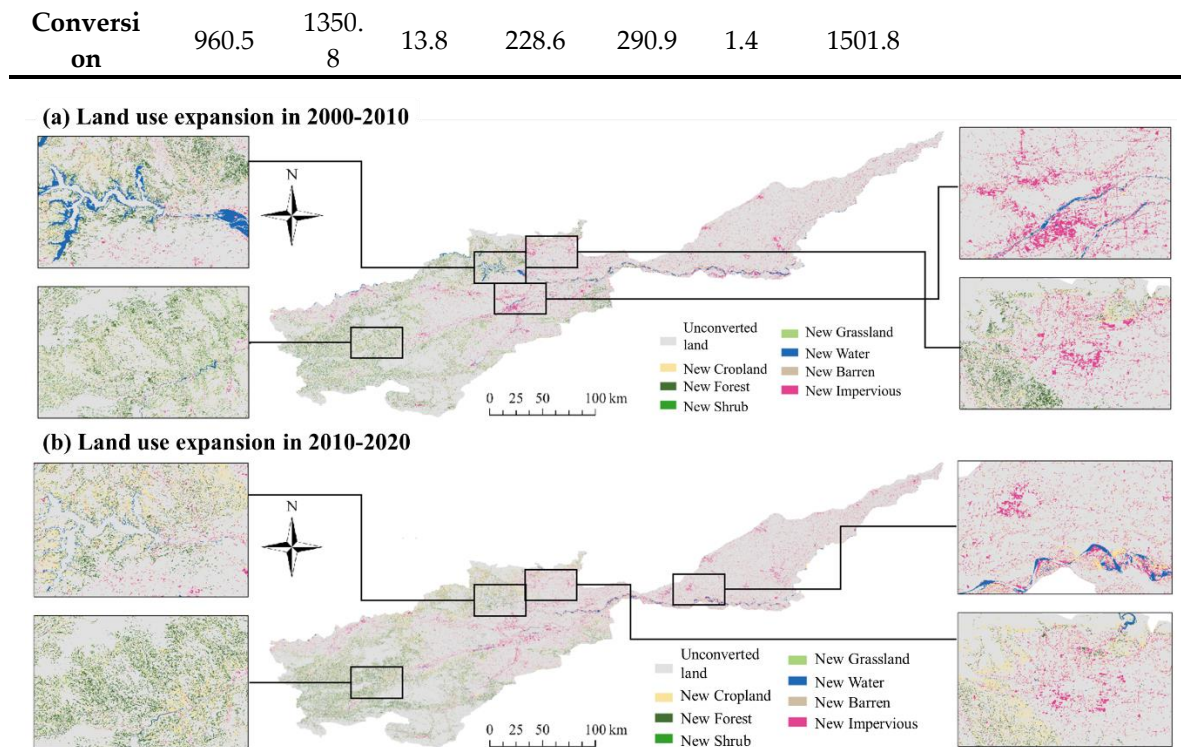 Conversi
on 960.5 1350.
8 13.8 228.6 290.9 1.4 1501.8
(a) Land use expansion in 2000-2010
N
Unconverted
land
New Cropland
New Forest
New Shrub
New Grassland
New Water
New Barren
New Impervious
0 25 50 100 km
(b) Land use expansion in 2010-2020
N
Unconverted
land
New Cropland
New Forest
New Shrub
New Grassland
New Water
New Barren
New Impervious
0 25 50 100 km